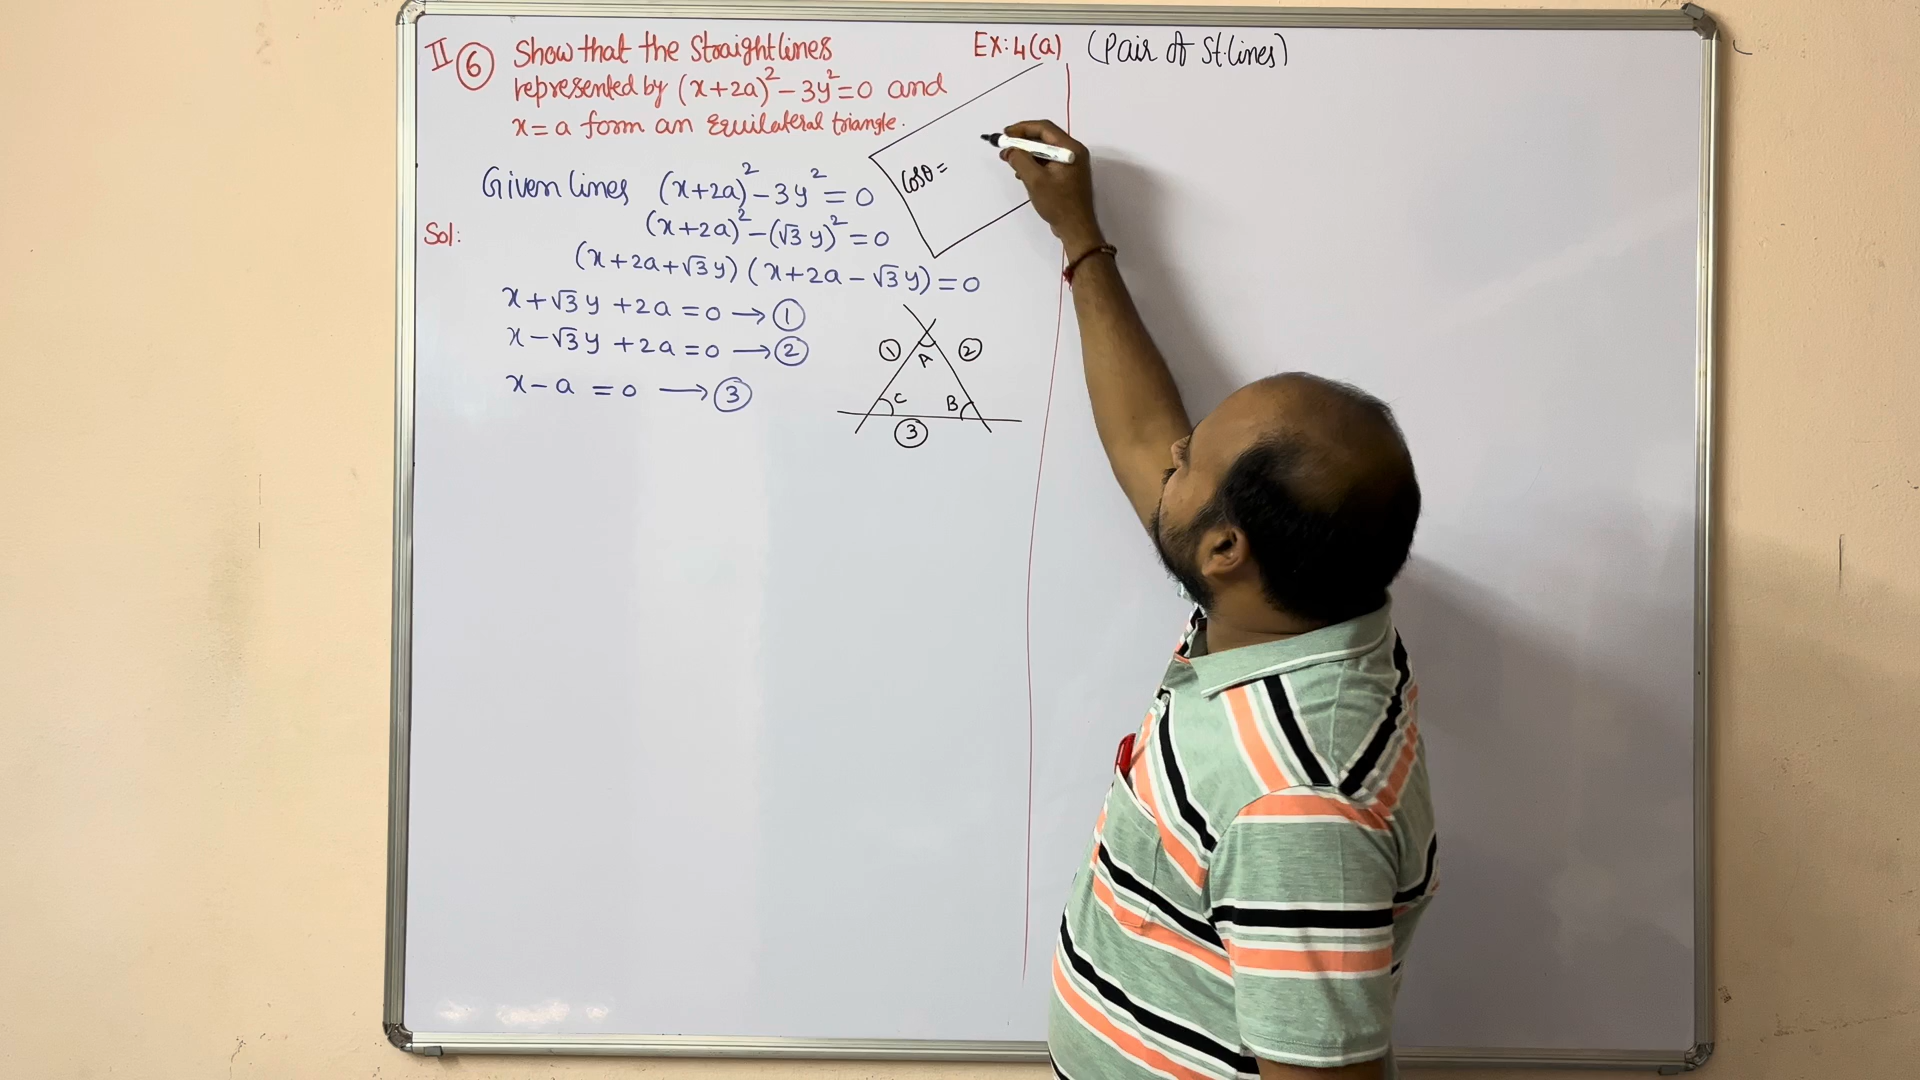 II ⑥ Show that the Straight lines
represented by (x+2a)²-3y²=0 and
x=a form an Equilateral triangle.
Ex:4(a) (Pair of St.lines)
Given lines (x+2a)²-3y²=0
Sol:
(x+2a)²-(√3y)²=0
(x+2a+√3y)(x+2a-√3y)=0
x+√3y+2a=0→①
x-√3y+2a=0→②
x-a=0→③
cosθ=
① A ②
C B
③